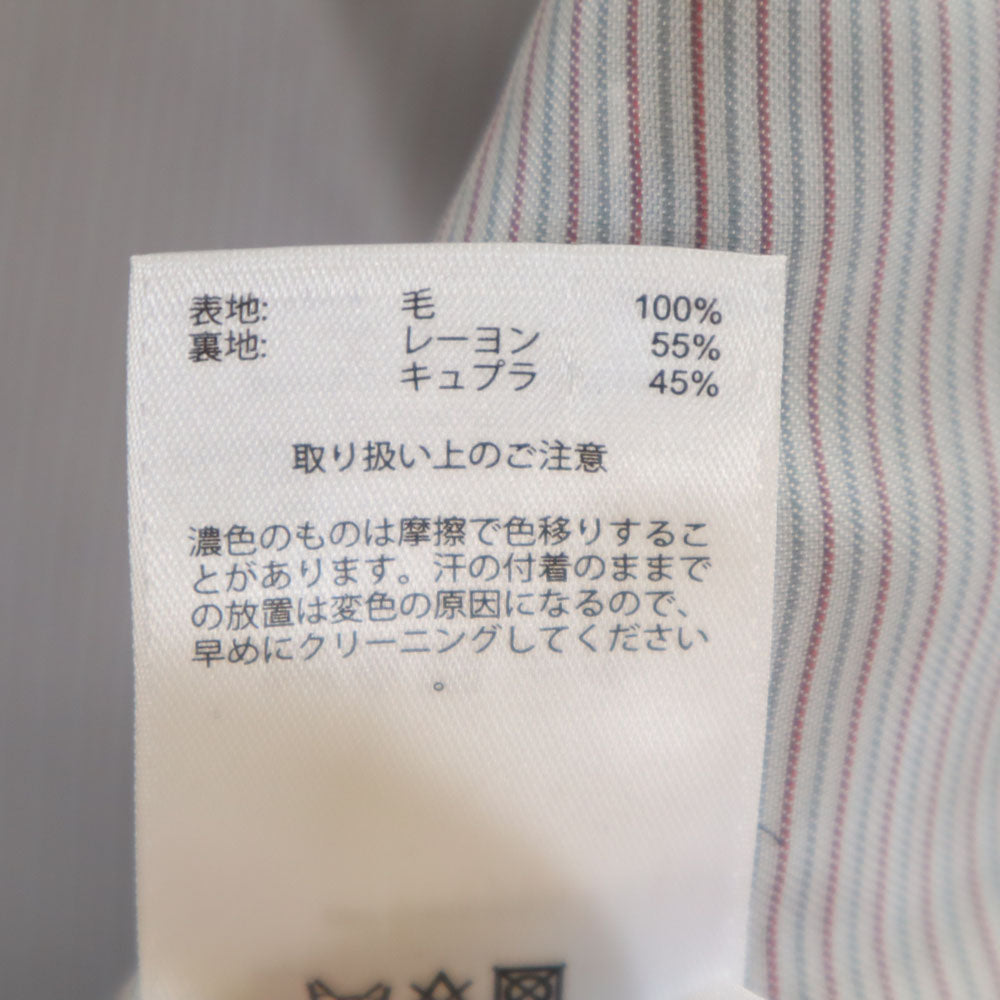 表地: 毛 100%
裏地: レーヨン 55%
キュプラ 45%
取り扱い上のご注意
濃色のものは摩擦で色移りするこ
とがあります。汗の付着のままで
の放置は変色の原因になるので、
早めにクリーニングしてください
。